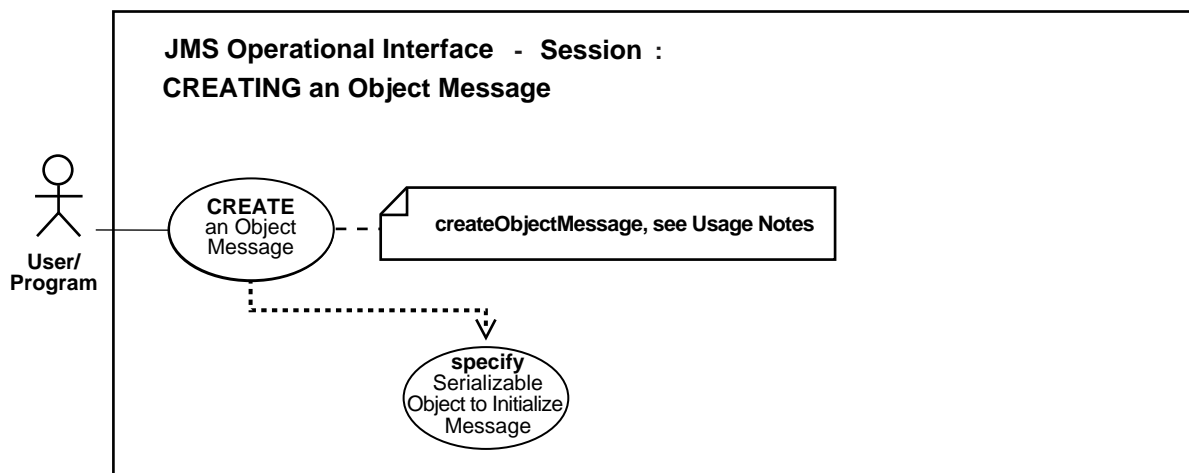 JMS Operational Interface - Session :
CREATING an Object Message
CREATE
an Object
Message
createObjectMessage, see Usage Notes
User/
Program
specify
Serializable
Object to Initialize
Message